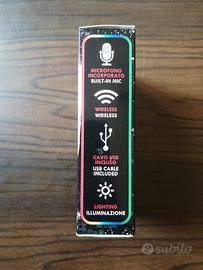 MICROFONO
INCORPORATO
BUILT-IN MIC
WIRELESS
WIRELESS
CAVO USB
INCLUSO
USB CABLE
INCLUDED
LIGHTING
ILLUMINAZIONE
subito